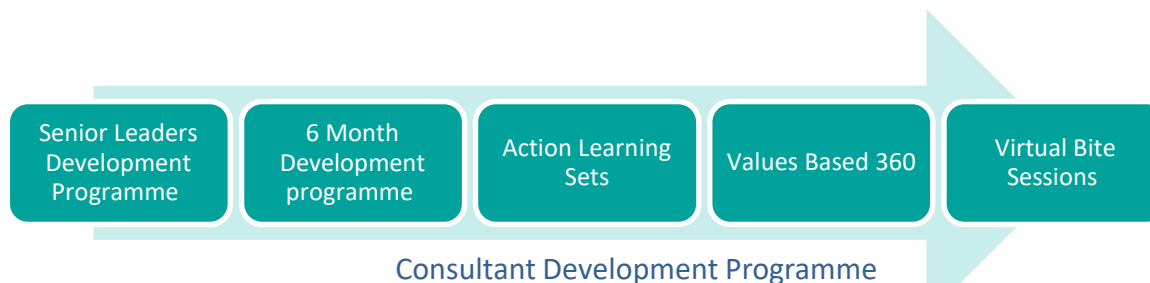 Senior Leaders
Development
Programme
6 Month
Development
programme
Action Learning
Sets
Values Based 360
Virtual Bite
Sessions
Consultant Development Programme